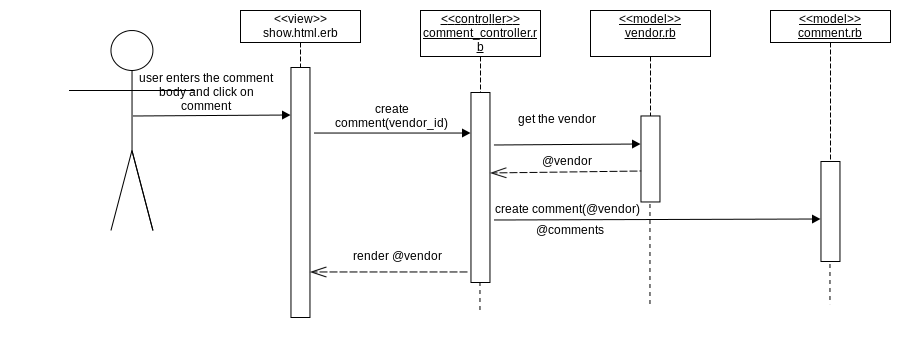 <<view>>
show.html.erb
<<controller>>
comment_controller.r
b
<<model>>
vendor.rb
<<model>>
comment.rb
user enters the comment
body and click on
comment
create
comment(vendor_id)
get the vendor
@vendor
create comment(@vendor)
@comments
render @vendor